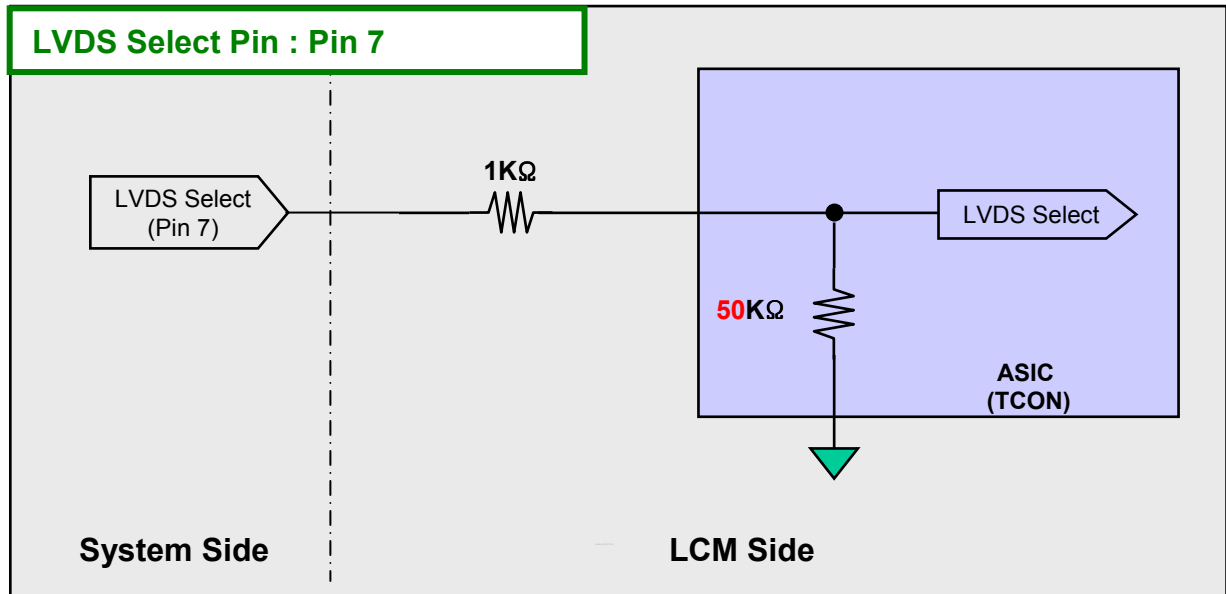 LVDS Select Pin : Pin 7
1KΩ
LVDS Select
(Pin 7)
LVDS Select
50KΩ
ASIC
(TCON)
System Side
LCM Side